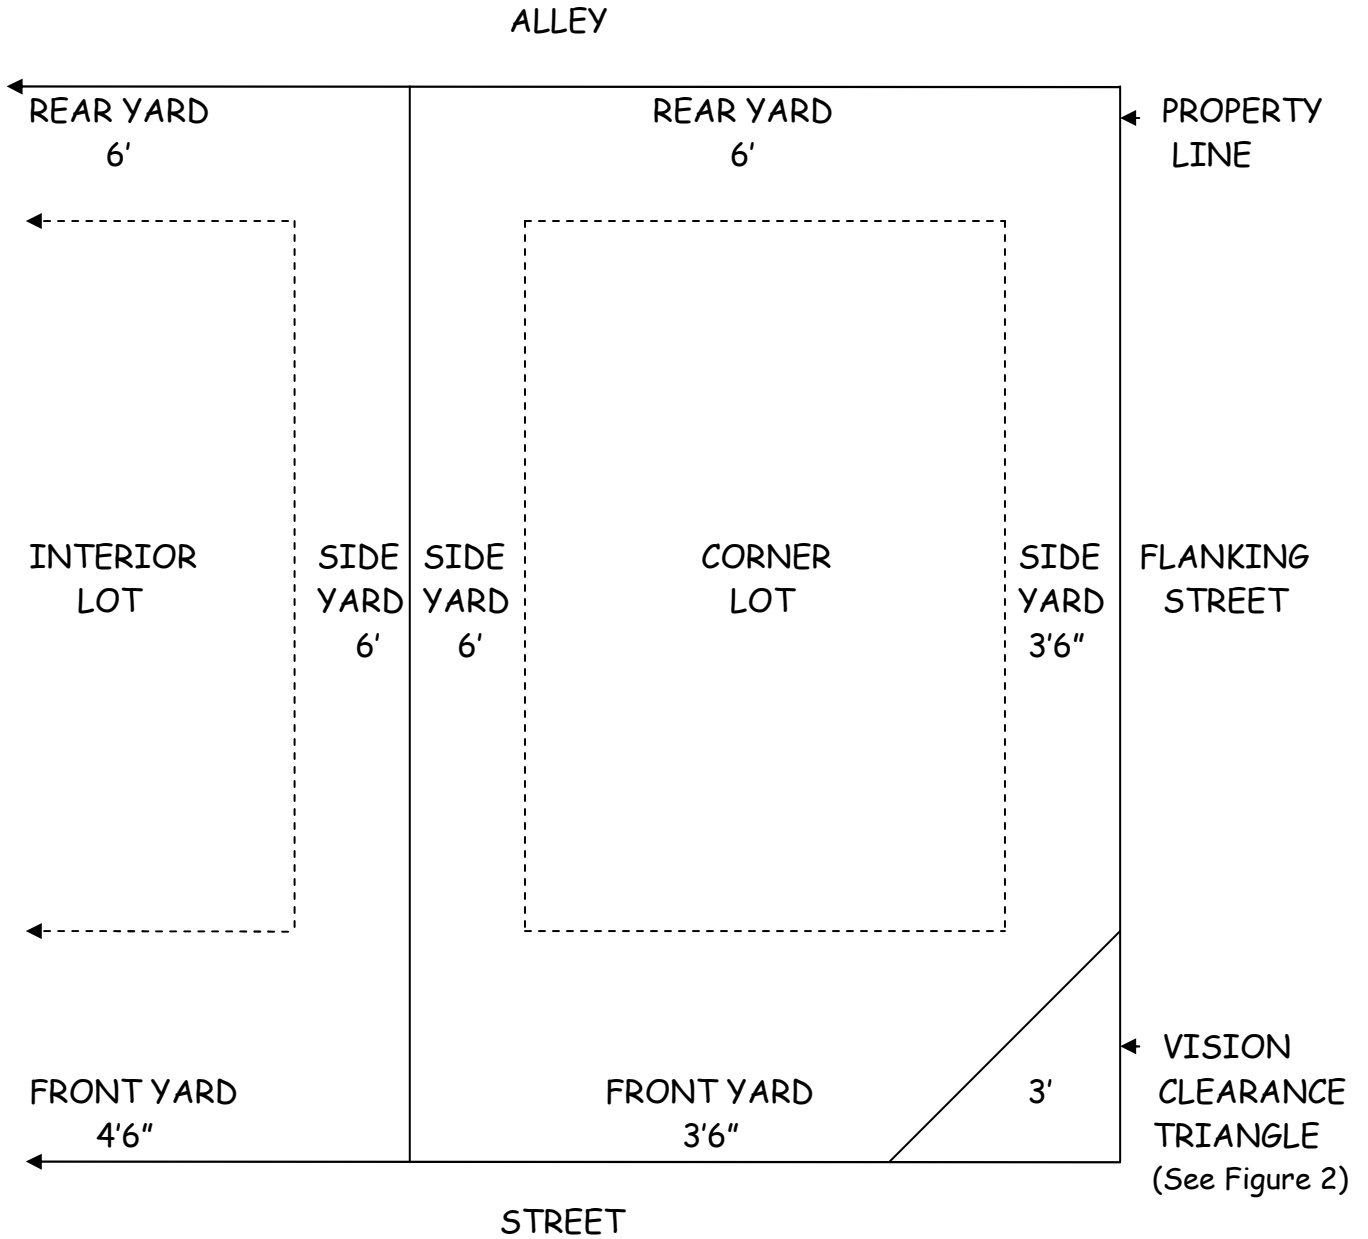 ALLEY
REAR YARD
6'
REAR YARD
6'
PROPERTY
LINE
INTERIOR
LOT
SIDE
YARD
6'
SIDE
YARD
6'
CORNER
LOT
SIDE
YARD
3'6"
FLANKING
STREET
FRONT YARD
4'6"
FRONT YARD
3'6"
3'
VISION
CLEARANCE
TRIANGLE
(See Figure 2)
STREET